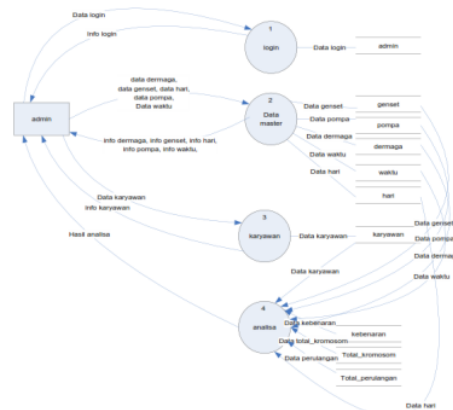 Data login
Info login
1
login
Data login
admin
data dermaga,
data genset, data hari,
data pompa,
Data waktu
admin
Info dermaga, info genset, Info hari,
info pompa, info waktu,
2
Data
master
Data genset
Data pompa
Data dermaga
Data waktu
Data hari
genset
pompa
dermaga
waktu
hari
Data karyawan
Info karyawan
3
karyawan
Data karyawan
karyawan
Data genset
Data pompa
Data dermaga
Data waktu
Hasil analisa
Data karyawan
4
analisa
Data kebenaran
kebenaran
Data total_kromosom
Total_kromosom
Data perulangan
Total_perulangan
Data hari